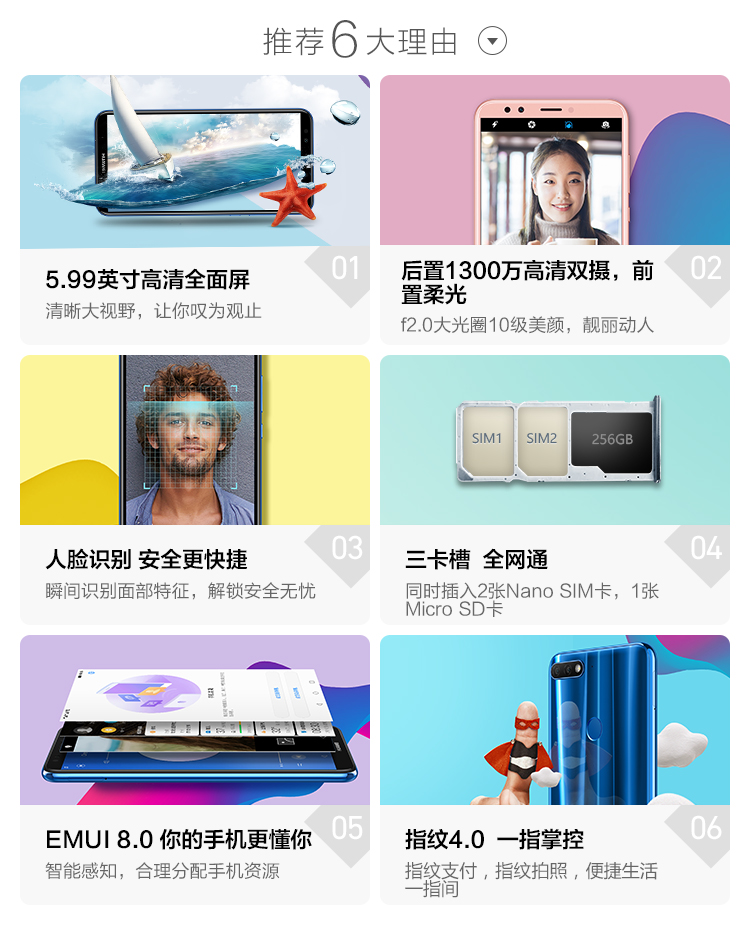 推荐6大理由
01
5.99英寸高清全面屏
清晰大视野，让你叹为观止
02
后置1300万高清双摄，前
置柔光
f2.0大光圈10级美颜，靓丽动人
03
人脸识别 安全更快捷
瞬间识别面部特征，解锁安全无忧
SIM1
SIM2
256GB
04
三卡槽 全网通
同时插入2张Nano SIM卡，1张
Micro SD卡
05
EMUI 8.0 你的手机更懂你
智能感知，合理分配手机资源
06
指纹4.0 一指掌控
指纹支付，指纹拍照，便捷生活
一指间